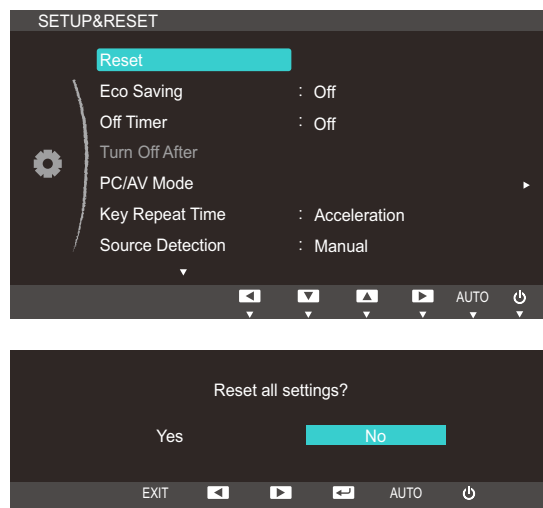 SETUP&RESET
Reset
Eco Saving : Off
Off Timer : Off
Turn Off After
PC/AV Mode
Key Repeat Time : Acceleration
Source Detection : Manual
AUTO
Reset all settings?
Yes No
EXIT AUTO